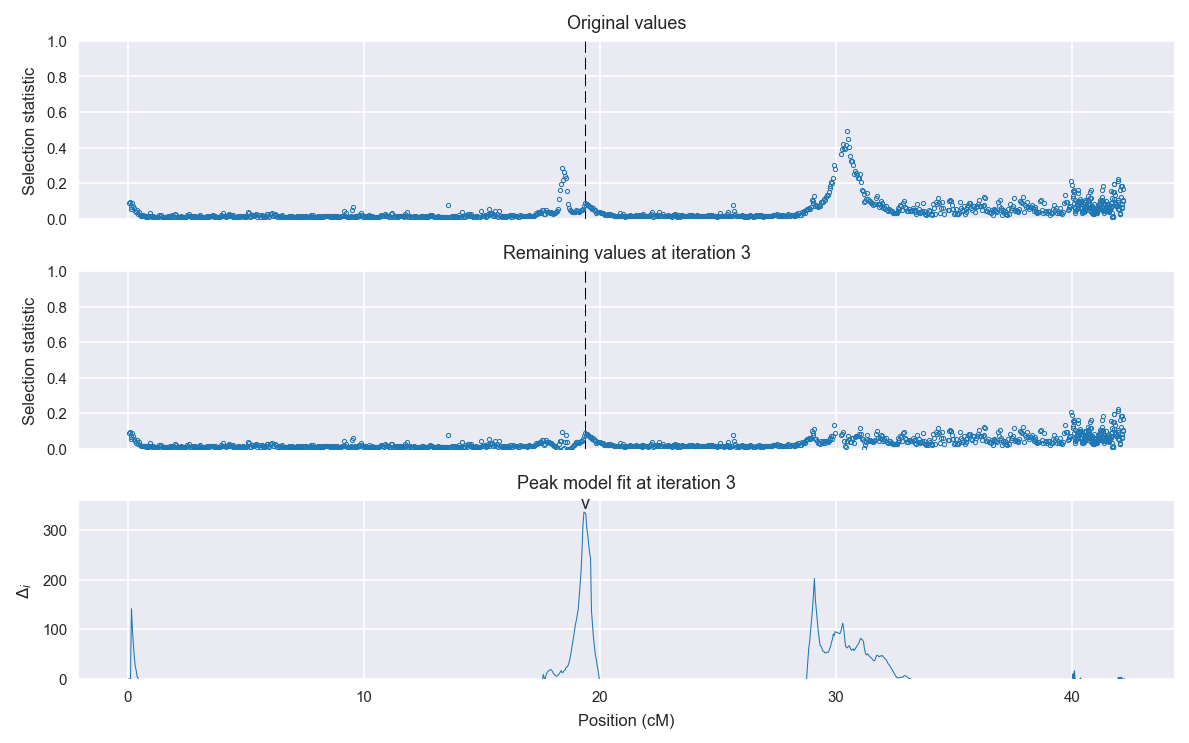 Original values
1.0
0.8
0.6
0.4
0.2
0.0
Selection statistic
Remaining values at iteration 3
1.0
0.8
0.6
0.4
0.2
0.0
Selection statistic
Peak model fit at iteration 3
v
300
200
100
0
Δi
0 10 20 30 40
Position (cM)